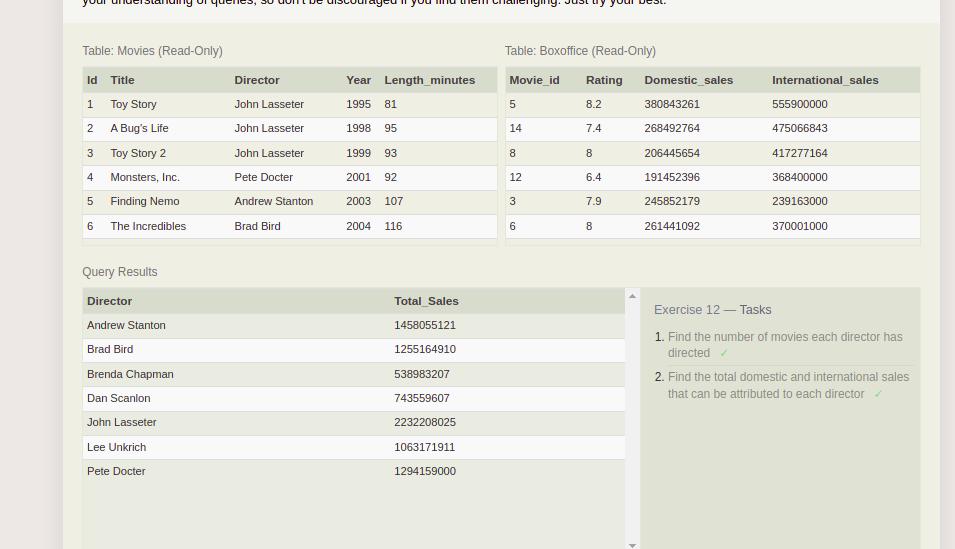 your understanding of queries, so don't be discouraged if you find them challenging. Just try your best.
Table: Movies (Read-Only)
Id Title Director Year Length_minutes
1 Toy Story John Lasseter 1995 81
2 A Bug's Life John Lasseter 1998 95
3 Toy Story 2 John Lasseter 1999 93
4 Monsters, Inc. Pete Docter 2001 92
5 Finding Nemo Andrew Stanton 2003 107
6 The Incredibles Brad Bird 2004 116
Table: Boxoffice (Read-Only)
Movie_id Rating Domestic_sales International_sales
5 8.2 380843261 555900000
14 7.4 268492764 475066843
8 8 206445654 417277164
12 6.4 191452396 368400000
3 7.9 245852179 239163000
6 8 261441092 370001000
Query Results
Director Total_Sales
Andrew Stanton 1458055121
Brad Bird 1255164910
Brenda Chapman 538983207
Dan Scanlon 743559607
John Lasseter 2232208025
Lee Unkrich 1063171911
Pete Docter 1294159000
Exercise 12 — Tasks
1. Find the number of movies each director has
directed ✓
2. Find the total domestic and international sales
that can be attributed to each director ✓